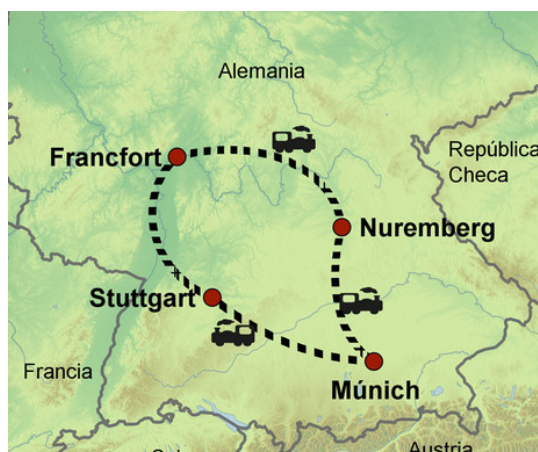 Alemania
Francfort
República
Checa
Nuremberg
Stuttgart
Francia
Múnich
Austria